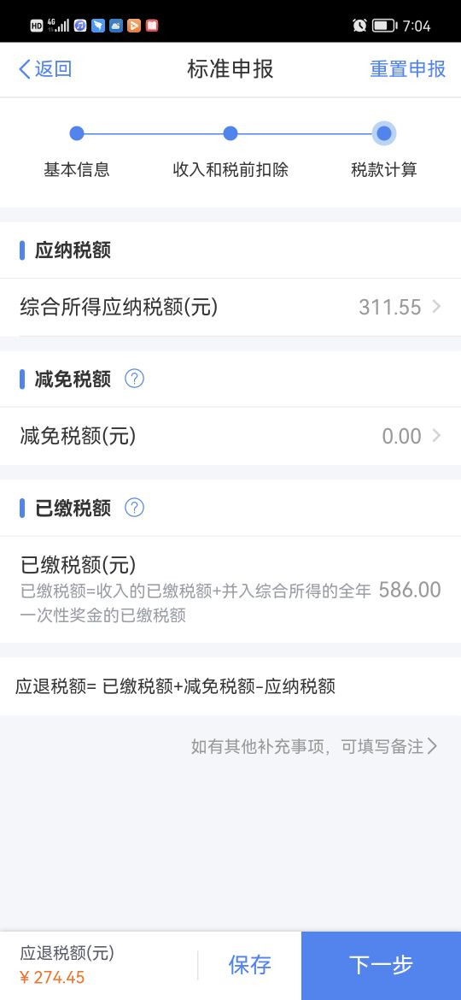 HD 4G 7:04
返回 标准申报 重置申报
基本信息 收入和税前扣除 税款计算
应纳税额
综合所得应纳税额(元) 311.55
减免税额 ?
减免税额(元) 0.00
已缴税额 ?
已缴税额(元)
已缴税额=收入的已缴税额+并入综合所得的全年 586.00
一次性奖金的已缴税额
应退税额= 已缴税额+减免税额-应纳税额
如有其他补充事项，可填写备注
应退税额(元)
¥274.45
保存 下一步